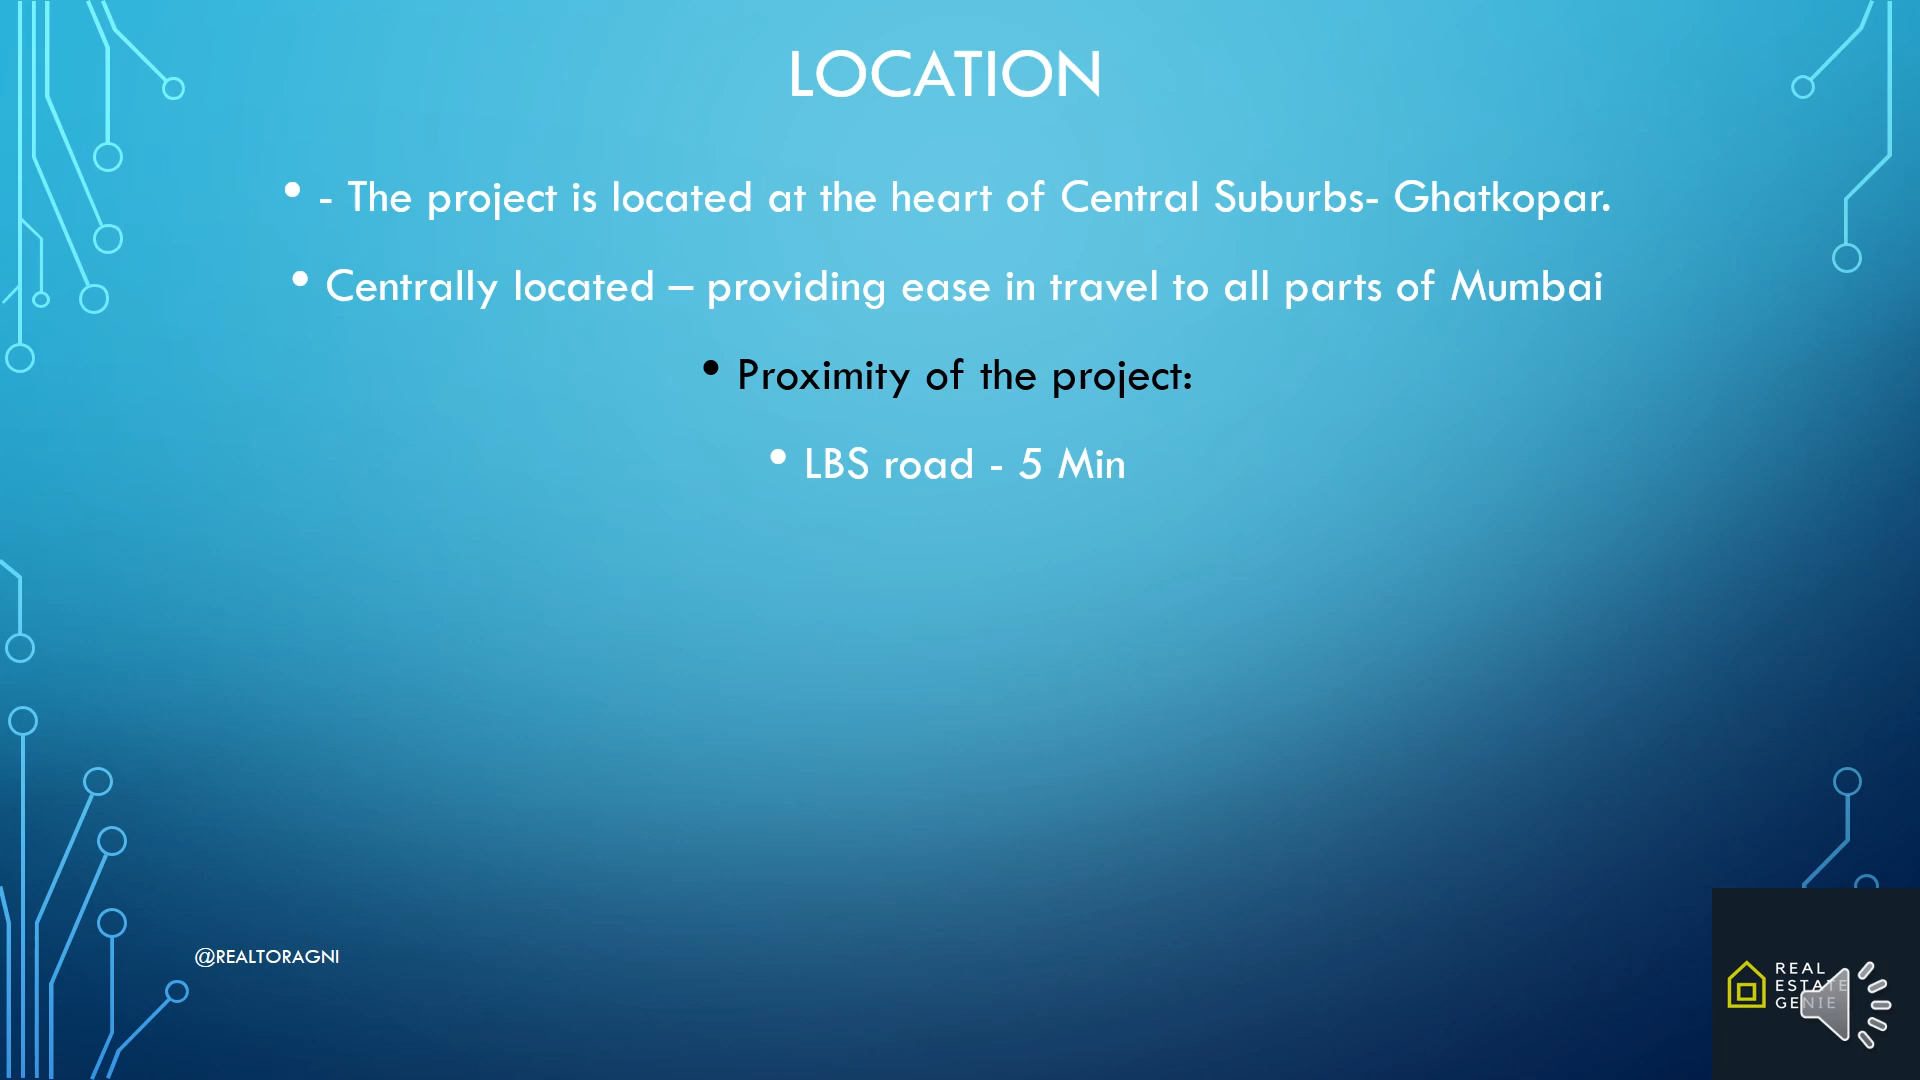 LOCATION
• - The project is located at the heart of Central Suburbs- Ghatkopar.
• Centrally located – providing ease in travel to all parts of Mumbai
• Proximity of the project:
• LBS road - 5 Min
@REALTORAGNI
REAL
ESTATE
GENIE